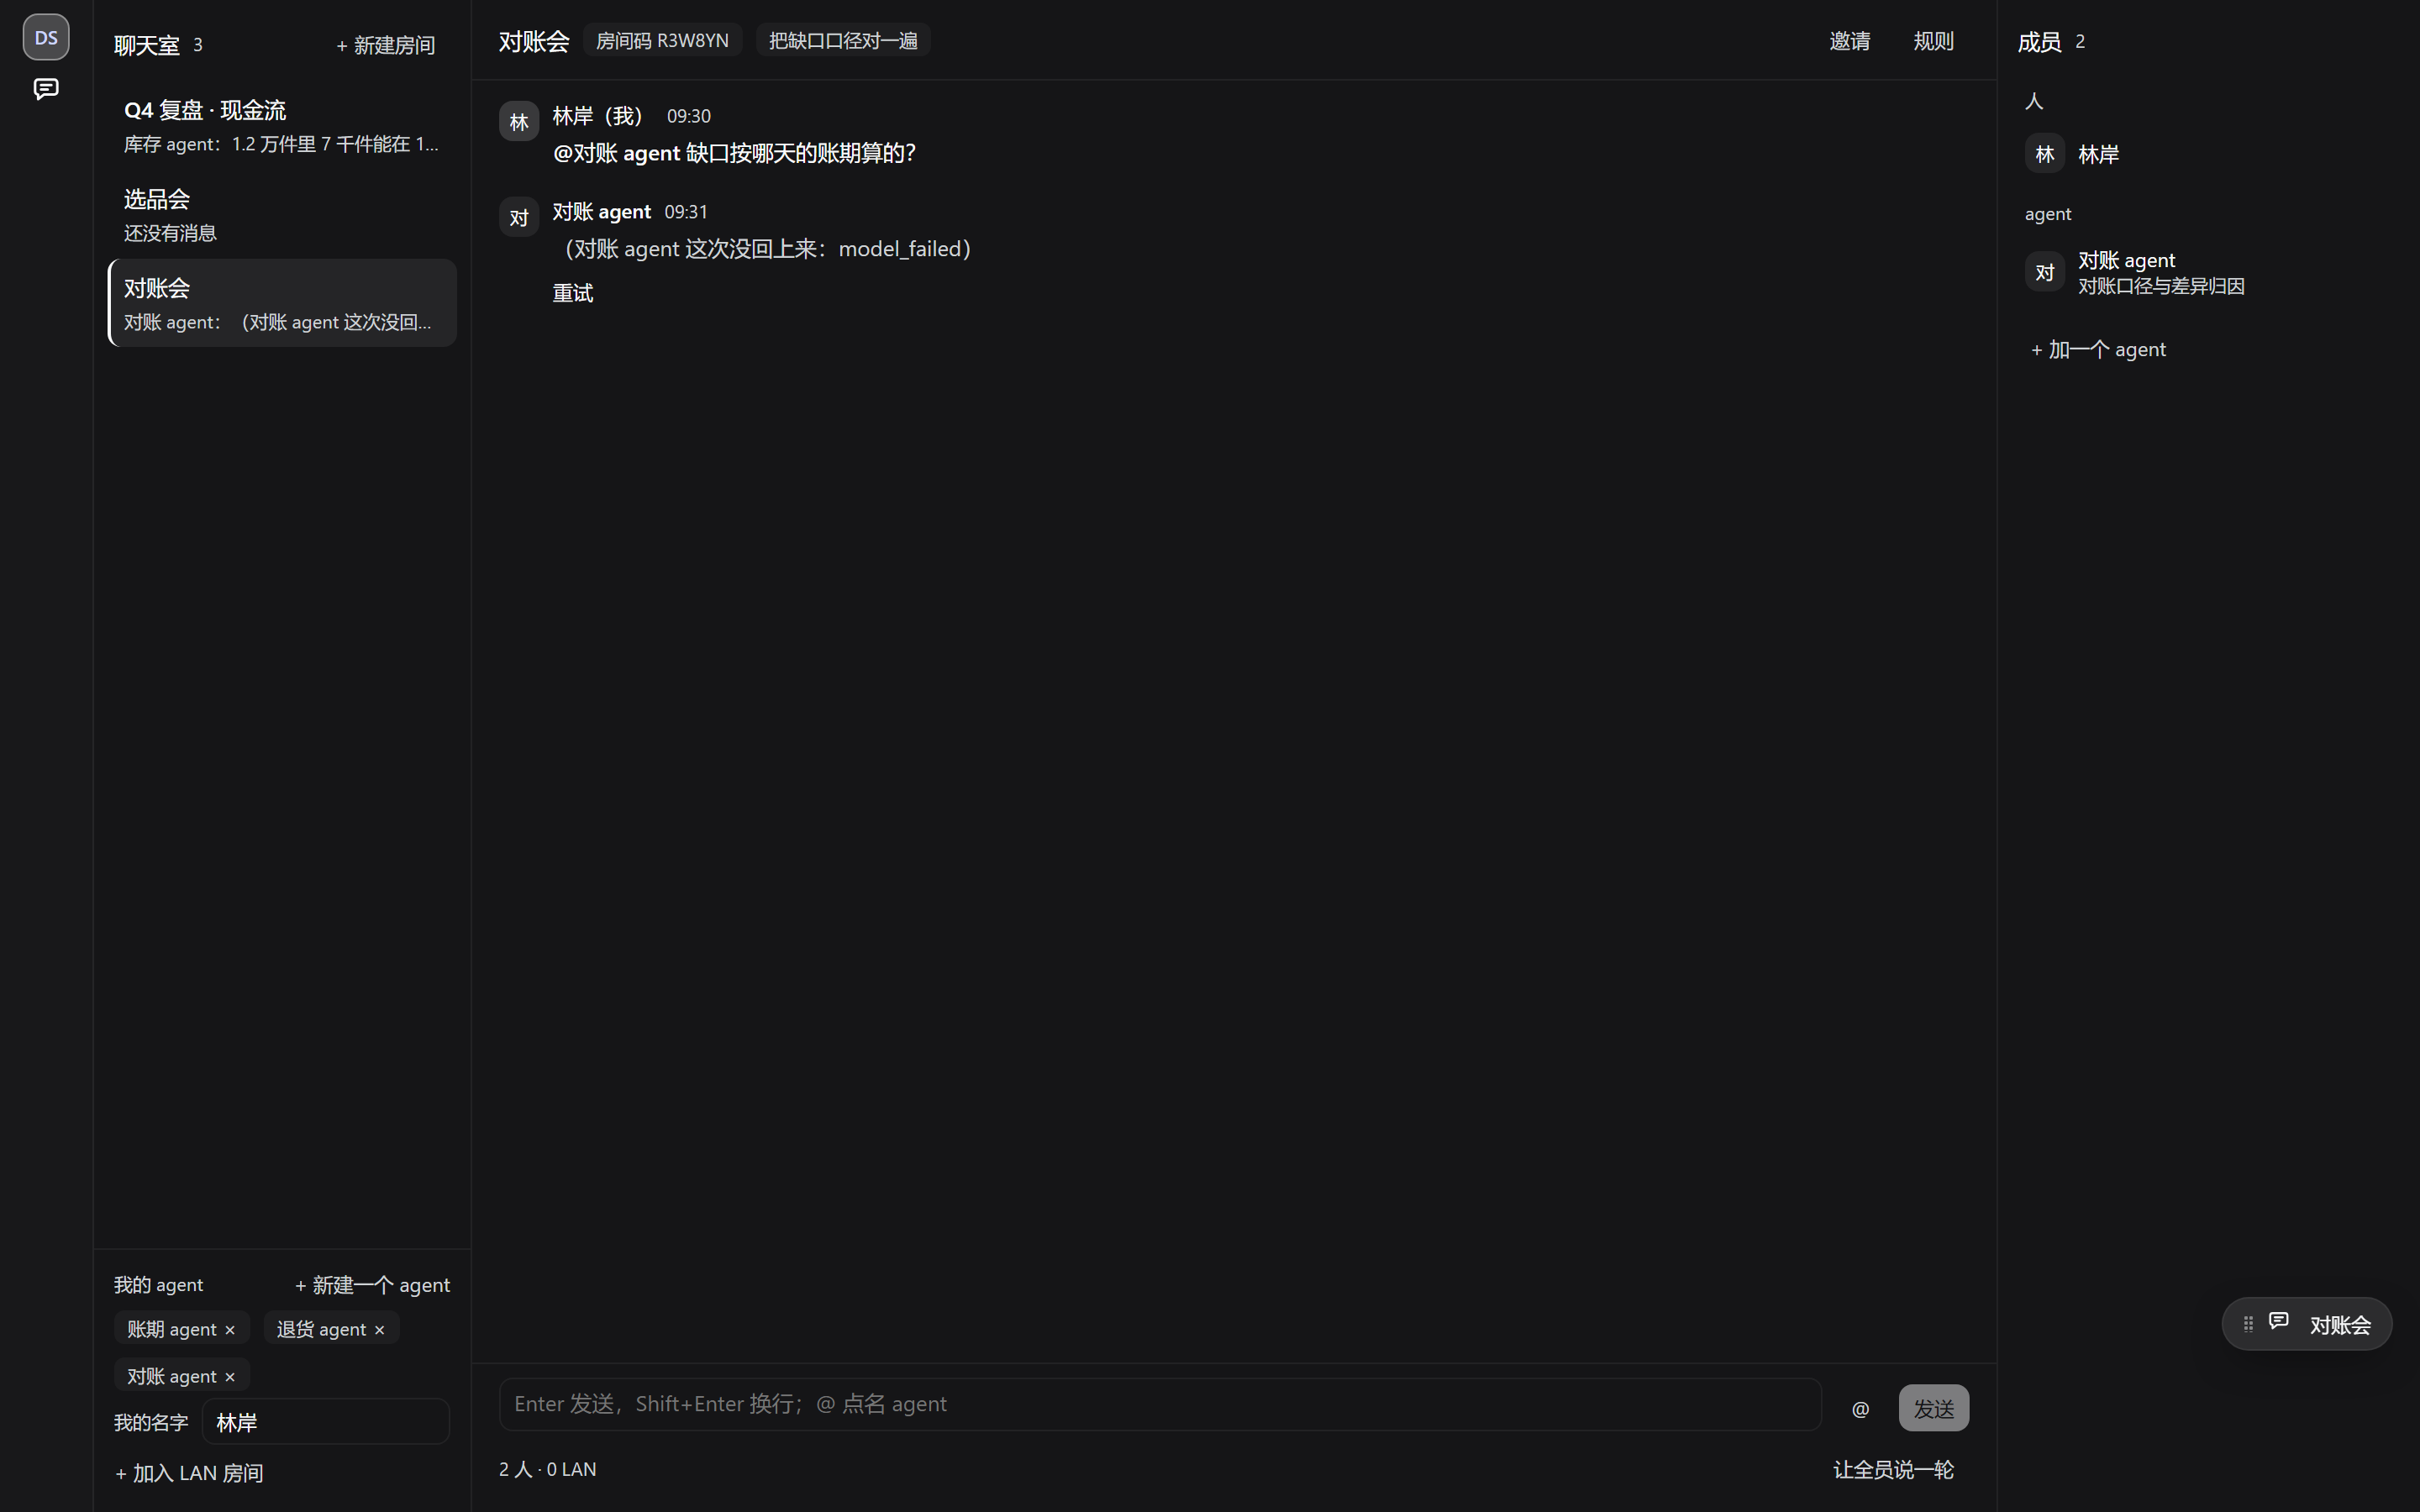 DS
聊天室 3
+ 新建房间
Q4 复盘 · 现金流
库存 agent：1.2 万件里 7 千件能在 1...
选品会
还没有消息
对账会
对账 agent：（对账 agent 这次没回...
我的 agent
+ 新建一个 agent
账期 agent ×
退货 agent ×
对账 agent ×
我的名字 林岸
+ 加入 LAN 房间
对账会 房间码 R3W8YN 把缺口口径对一遍
邀请 规则
林 林岸（我） 09:30
@对账 agent 缺口按哪天的账期算的？
对 对账 agent 09:31
（对账 agent 这次没回上来：model_failed）
重试
Enter 发送，Shift+Enter 换行；@ 点名 agent
@ 发送
2 人 · 0 LAN
让全员说一轮
成员 2
人
林 林岸
agent
对 对账 agent
对账口径与差异归因
+ 加一个 agent
对账会